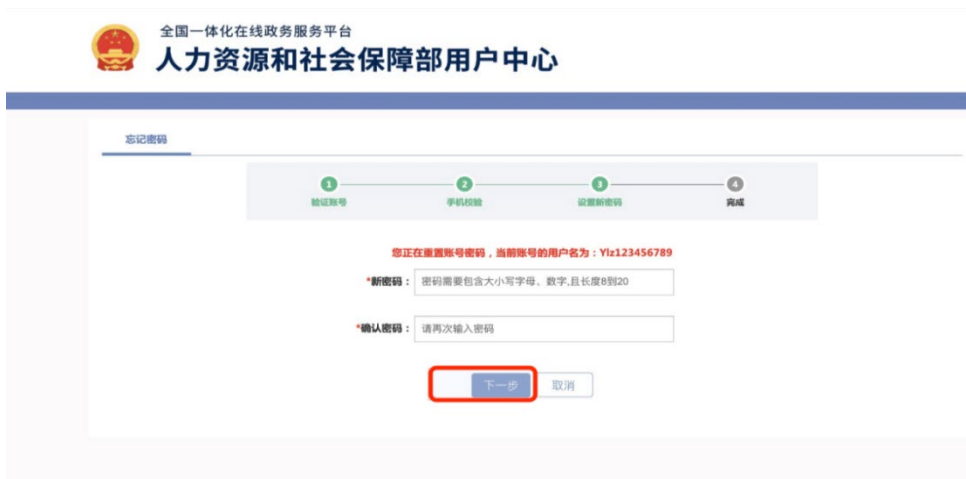 全国一体化在线政务服务平台
人力资源和社会保障部用户中心
忘记密码
1 2 3 4
验证账号 手机校验 设置新密码 完成
您正在重置账号密码，当前账号的用户名为：Ylz123456789
*新密码： 密码需要包含大小写字母、数字,且长度8到20
*确认密码： 请再次输入密码
下一步 取消